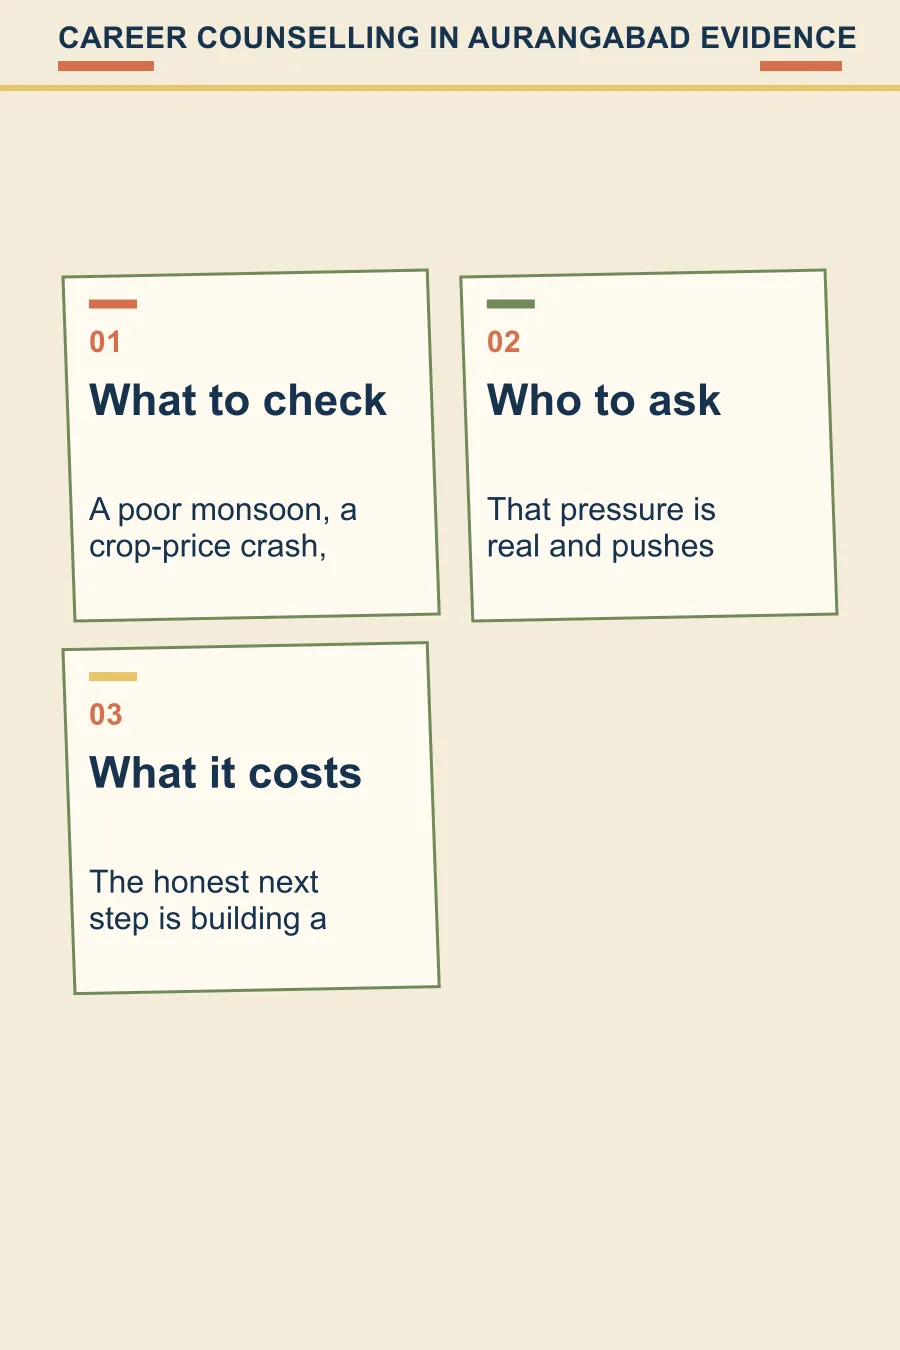 CAREER COUNSELLING IN AURANGABAD EVIDENCE
01
What to check
A poor monsoon, a
crop-price crash,
02
Who to ask
That pressure is
real and pushes
03
What it costs
The honest next
step is building a